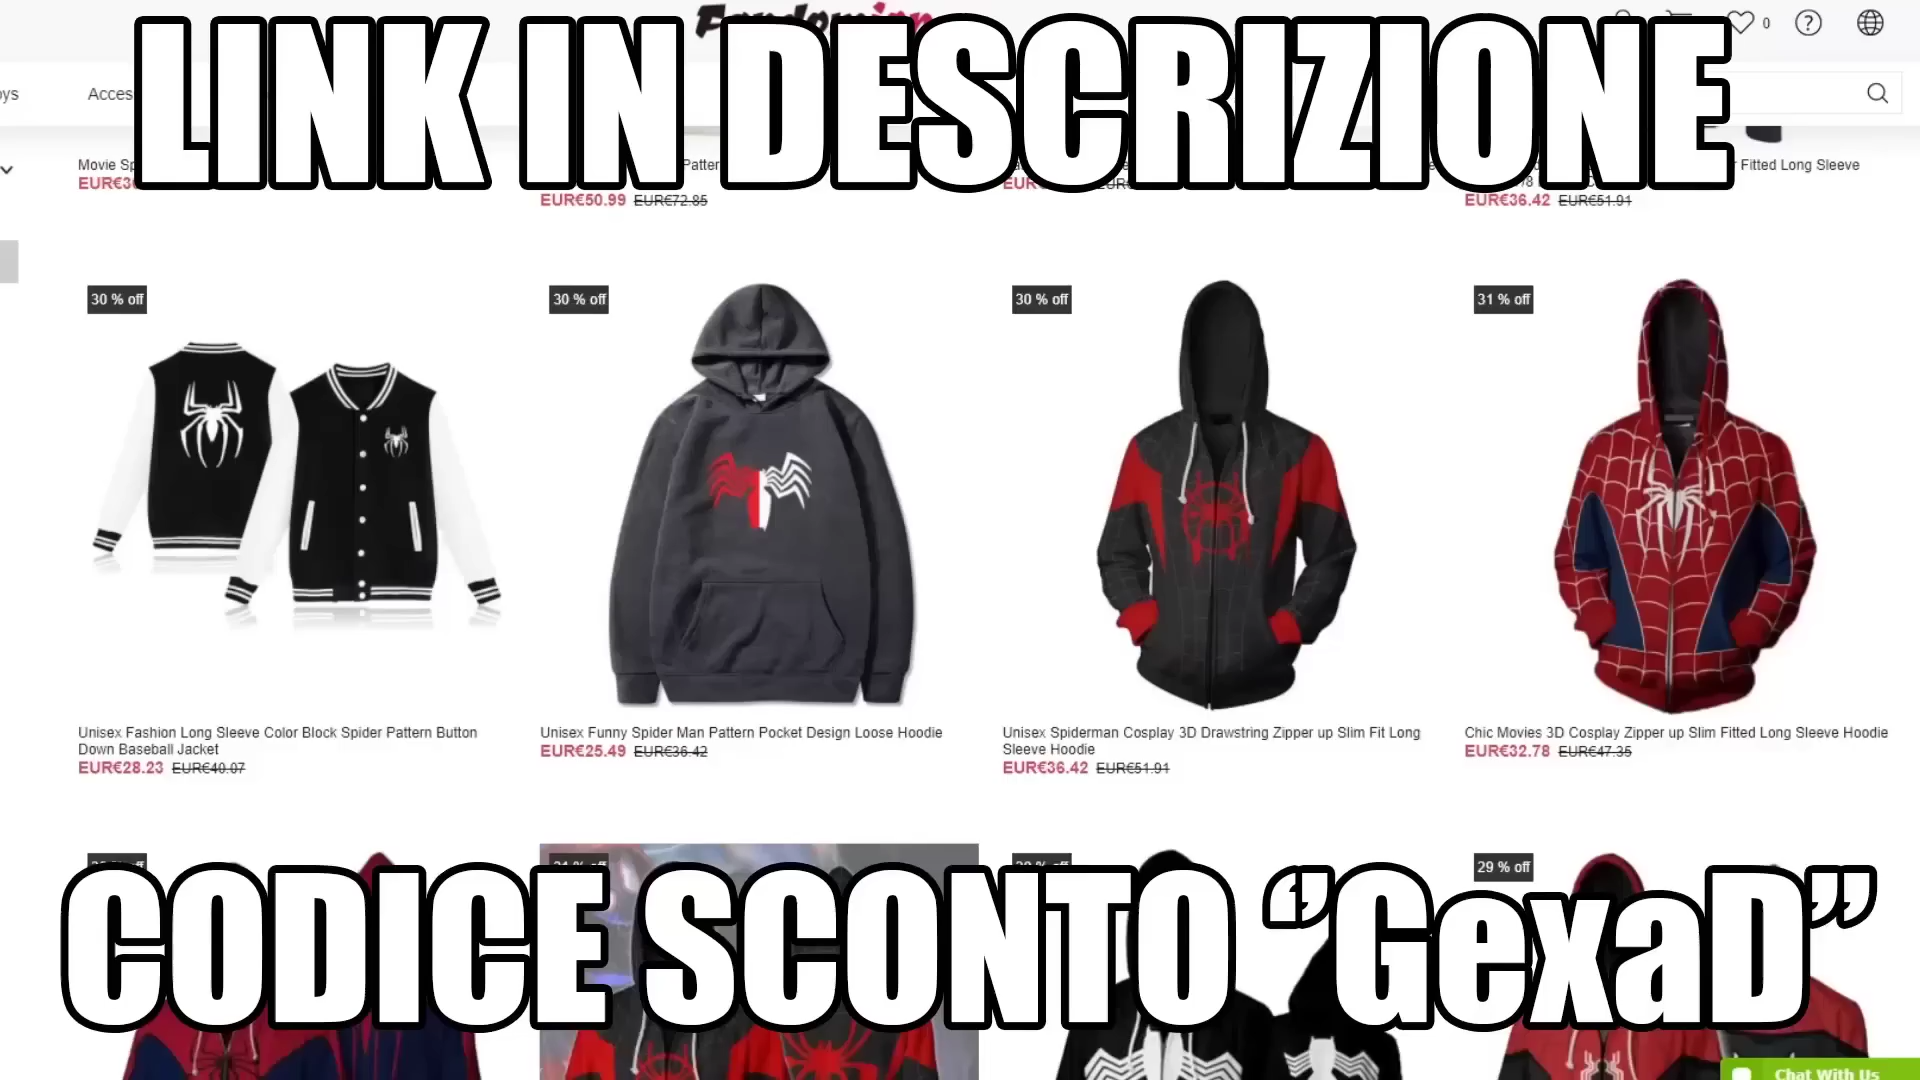 LINK IN DESCRIZIONE
0
?
Acces
Movie Sp
Patter
r Fitted Long Sleeve
EUR€50.99 EUR€72.85
EUR€36.42 EUR€51.91
30 % off
30 % off
30 % off
31 % off
Unisex Fashion Long Sleeve Color Block Spider Pattern Button
Down Baseball Jacket
EUR€28.23 EUR€40.07
Unisex Funny Spider Man Pattern Pocket Design Loose Hoodie
EUR€25.49 EUR€36.42
Unisex Spiderman Cosplay 3D Drawstring Zipper up Slim Fit Long
Sleeve Hoodie
EUR€36.42 EUR€51.91
Chic Movies 3D Cosplay Zipper up Slim Fitted Long Sleeve Hoodie
EUR€32.78 EUR€47.35
29 % off
CODICE SCONTO “GexaD”
Chat With Us